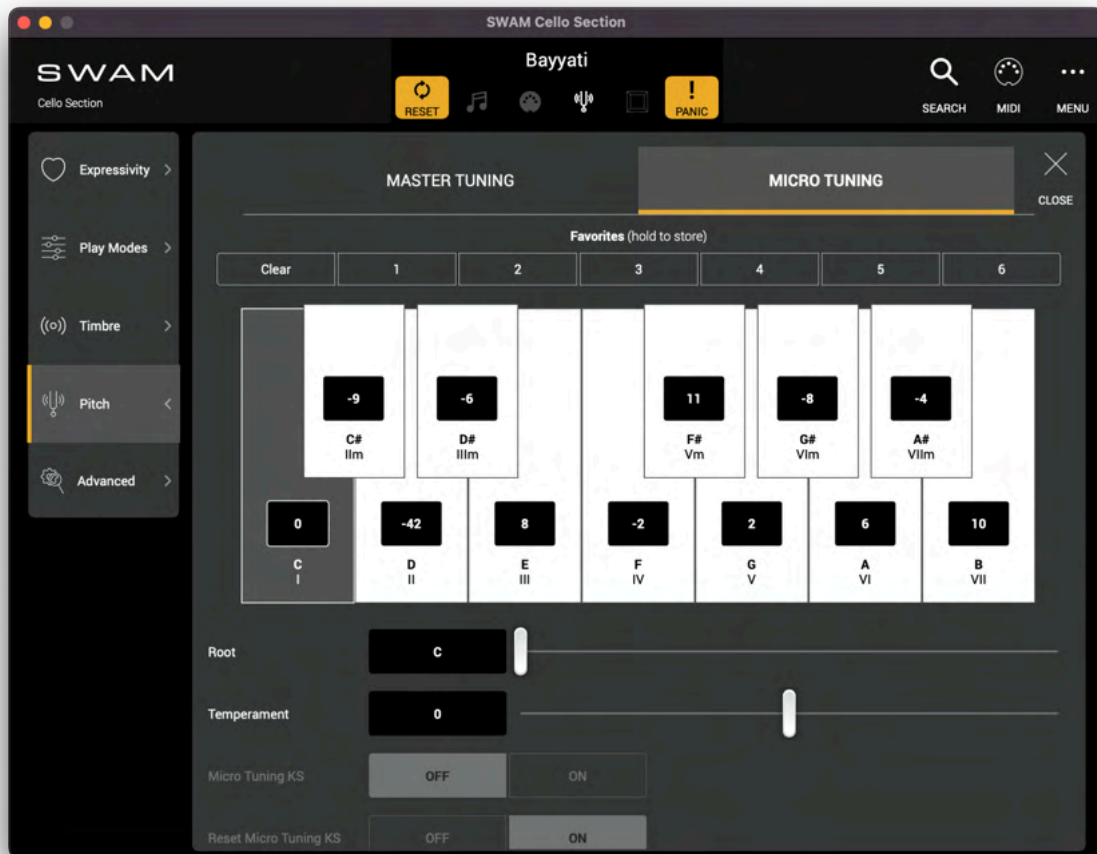 SWAM Cello Section
SWAM
Cello Section
Bayyati
RESET
PANIC
SEARCH
MIDI
MENU
Expressivity
Play Modes
Timbre
Pitch
Advanced
MASTER TUNING
MICRO TUNING
CLOSE
Favorites (hold to store)
Clear 1 2 3 4 5 6
-9 -6 11 -8 -4
C# D# F# G# A#
IIm IIIm Vm VIm VIIm
0 -42 8 -2 2 6 10
C D E F G A B
I II III IV V VI VII
Root C
Temperament 0
Micro Tuning KS OFF ON
Reset Micro Tuning KS OFF ON